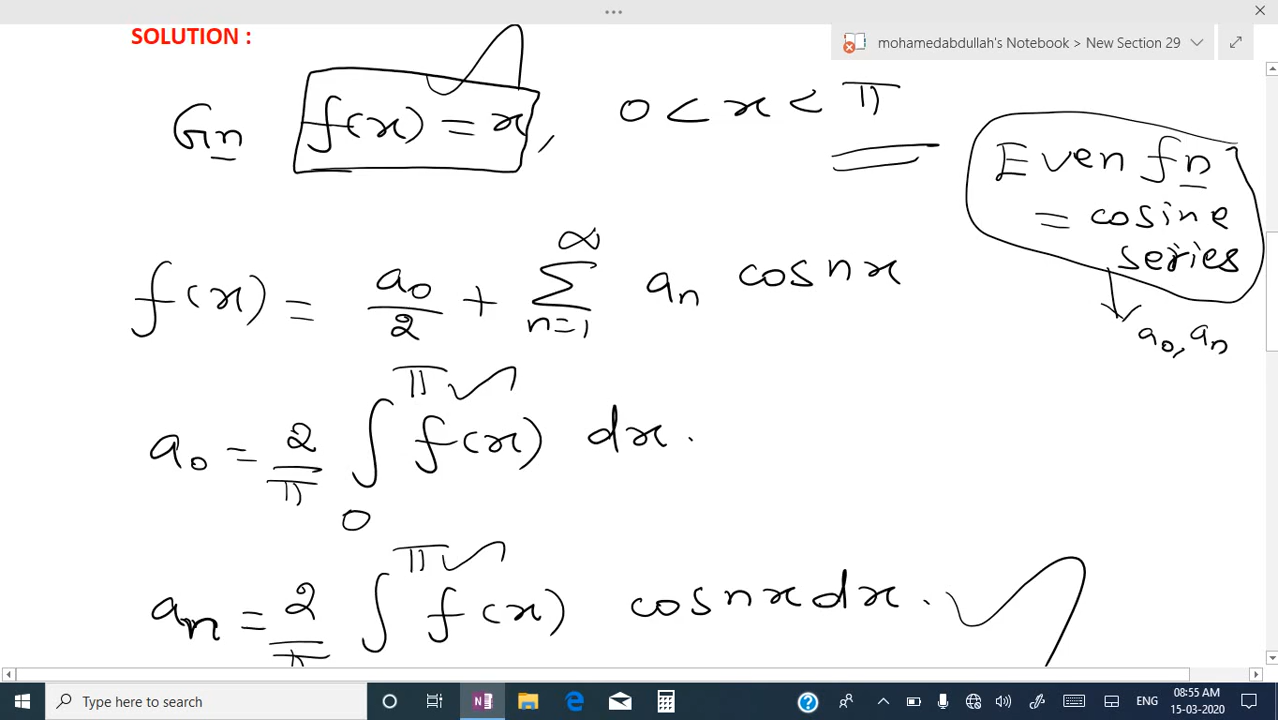 SOLUTION :
mohamedabdullah's Notebook > New Section 29
Gn f(x) = x, 0 < x < π
Even fn
= cosine
series
a0, an
f(x) = a0/2 + ∑ n=1 ∞ an cos nx
a0 = 2/π ∫ 0 π f(x) dx.
an = 2/π ∫ π f(x) cos nx dx.
Type here to search
ENG
08:55 AM
15-03-2020